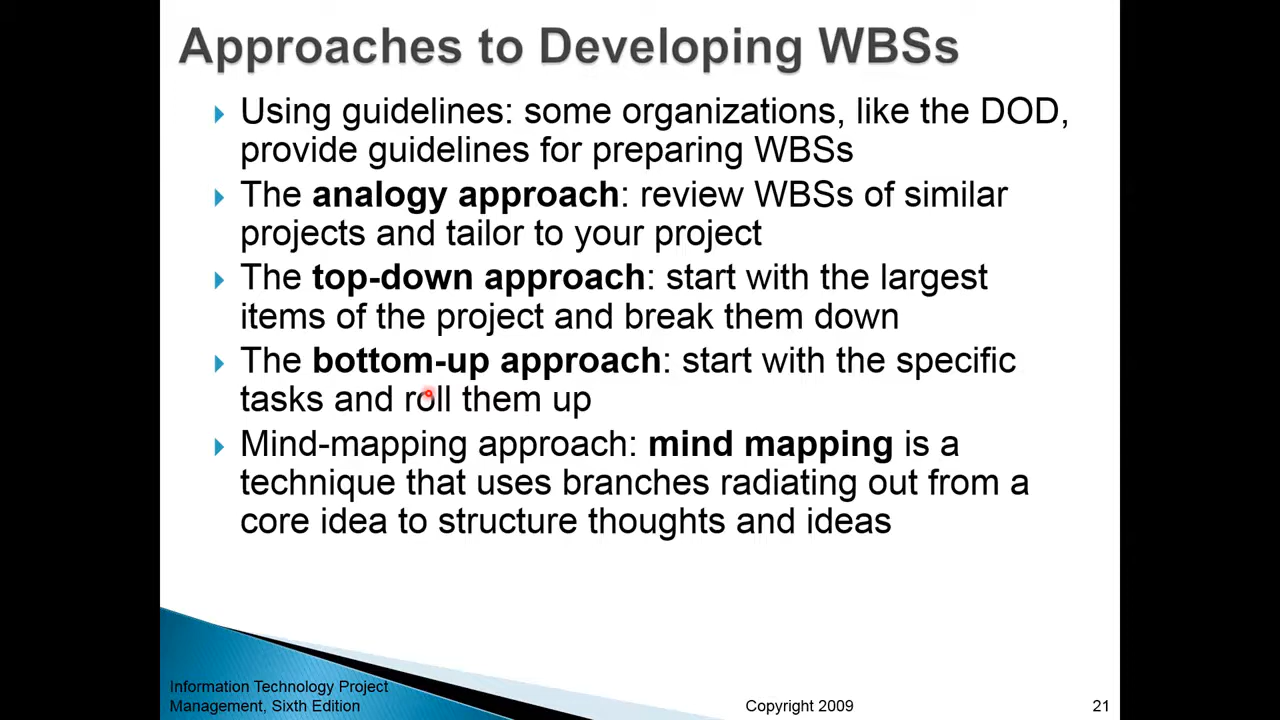 Approaches to Developing WBSs
Using guidelines: some organizations, like the DOD,
provide guidelines for preparing WBSs
The analogy approach: review WBSs of similar
projects and tailor to your project
The top-down approach: start with the largest
items of the project and break them down
The bottom-up approach: start with the specific
tasks and roll them up
Mind-mapping approach: mind mapping is a
technique that uses branches radiating out from a
core idea to structure thoughts and ideas
Information Technology Project
Management, Sixth Edition
Copyright 2009
21